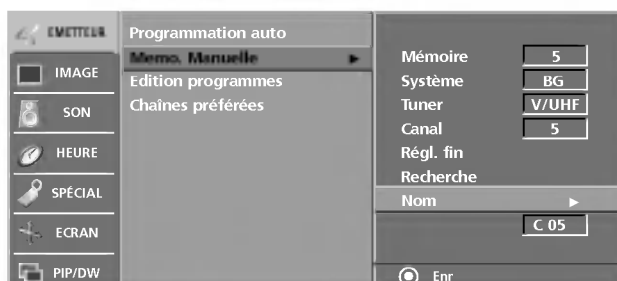 EMETTEUR
IMAGE
SON
HEURE
SPÉCIAL
ECRAN
PIP/DW
Programmation auto
Memo. Manuelle
Edition programmes
Chaînes préférées
Mémoire 5
Système BG
Tuner V/UHF
Canal 5
Régl. fin
Recherche
Nom
C 05
Enr